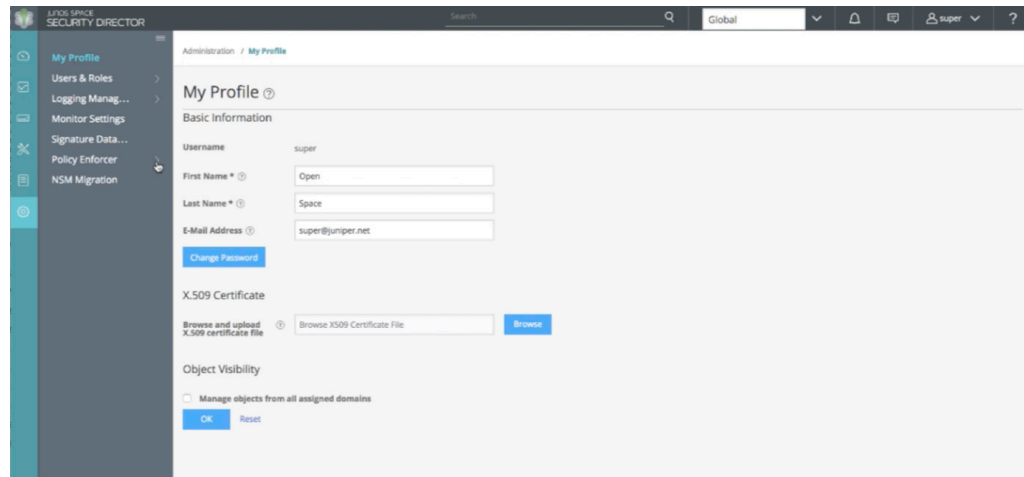 JUNOS SPACE
SECURITY DIRECTOR
Search
Global
super
?
My Profile
Users & Roles
Logging Manag...
Monitor Settings
Signature Data...
Policy Enforcer
NSM Migration
Administration / My Profile
My Profile ?
Basic Information
Username super
First Name * ? Open
Last Name * ? Space
E-Mail Address ? super@juniper.net
Change Password
X.509 Certificate
Browse and upload ? Browse X509 Certificate File Browse
X.509 certificate file
Object Visibility
Manage objects from all assigned domains
OK Reset